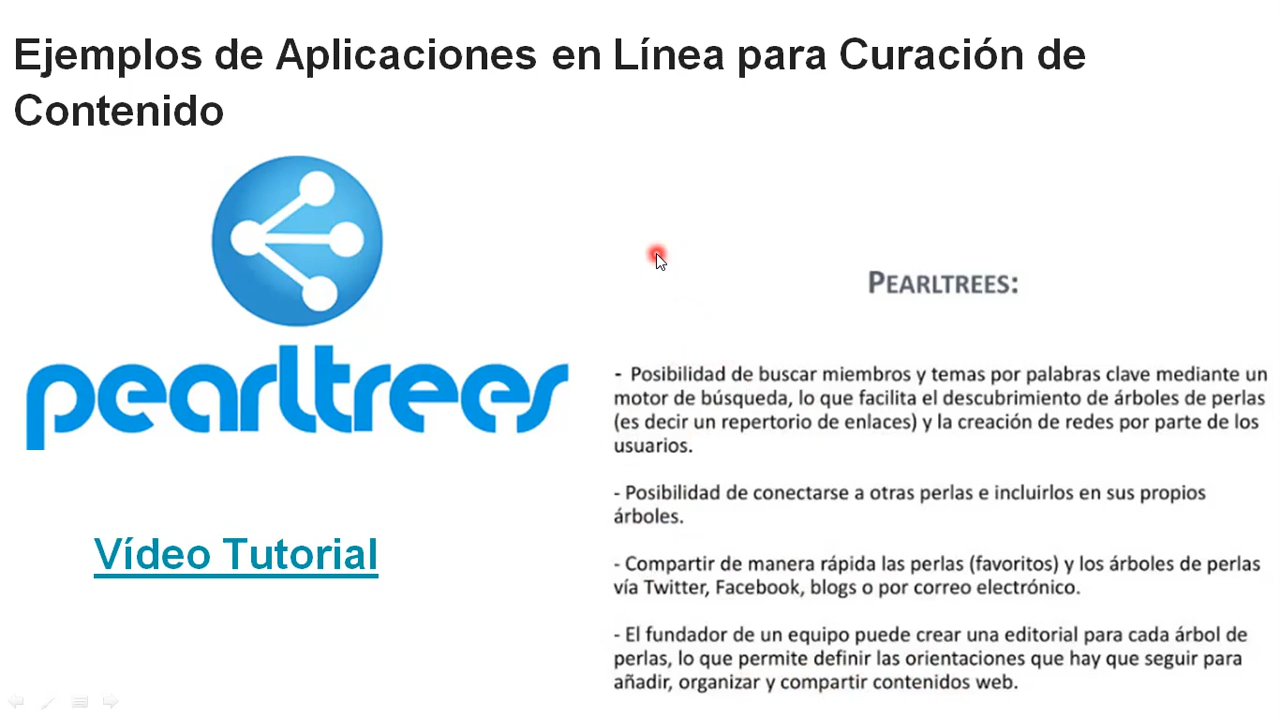 Ejemplos de Aplicaciones en Línea para Curación de
Contenido
pearltrees
Vídeo Tutorial
PEARLTREES:
- Posibilidad de buscar miembros y temas por palabras clave mediante un
motor de búsqueda, lo que facilita el descubrimiento de árboles de perlas
(es decir un repertorio de enlaces) y la creación de redes por parte de los
usuarios.
- Posibilidad de conectarse a otras perlas e incluirlos en sus propios
árboles.
- Compartir de manera rápida las perlas (favoritos) y los árboles de perlas
vía Twitter, Facebook, blogs o por correo electrónico.
- El fundador de un equipo puede crear una editorial para cada árbol de
perlas, lo que permite definir las orientaciones que hay que seguir para
añadir, organizar y compartir contenidos web.